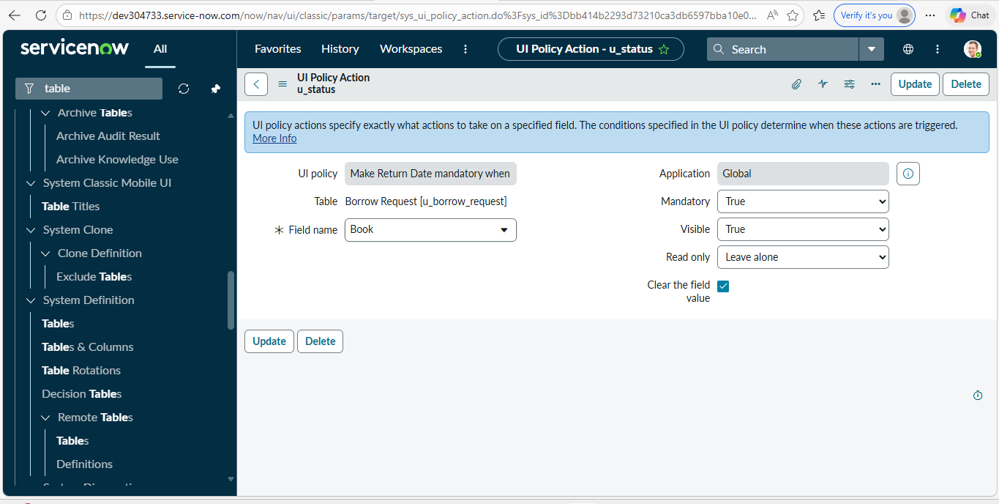 https://dev304733.service-now.com/now/nav/ui/classic/params/target/sys_ui_policy_action.do%3Fsys_id%3Dbb414b2293d73210ca3db6597bba10e0...
Verify it's you
Chat
servicenow
All
Favorites
History
Workspaces
UI Policy Action - u_status
Search
table
Archive Tables
Archive Audit Result
Archive Knowledge Use
System Classic Mobile UI
Table Titles
System Clone
Clone Definition
Exclude Tables
System Definition
Tables
Tables & Columns
Table Rotations
Decision Tables
Remote Tables
Tables
Definitions
UI Policy Action
u_status
Update
Delete
UI policy actions specify exactly what actions to take on a specified field. The conditions specified in the UI policy determine when these actions are triggered.
More Info
UI policy
Make Return Date mandatory when
Table
Borrow Request [u_borrow_request]
Field name
Book
Application
Global
Mandatory
True
Visible
True
Read only
Leave alone
Clear the field
value
Update
Delete